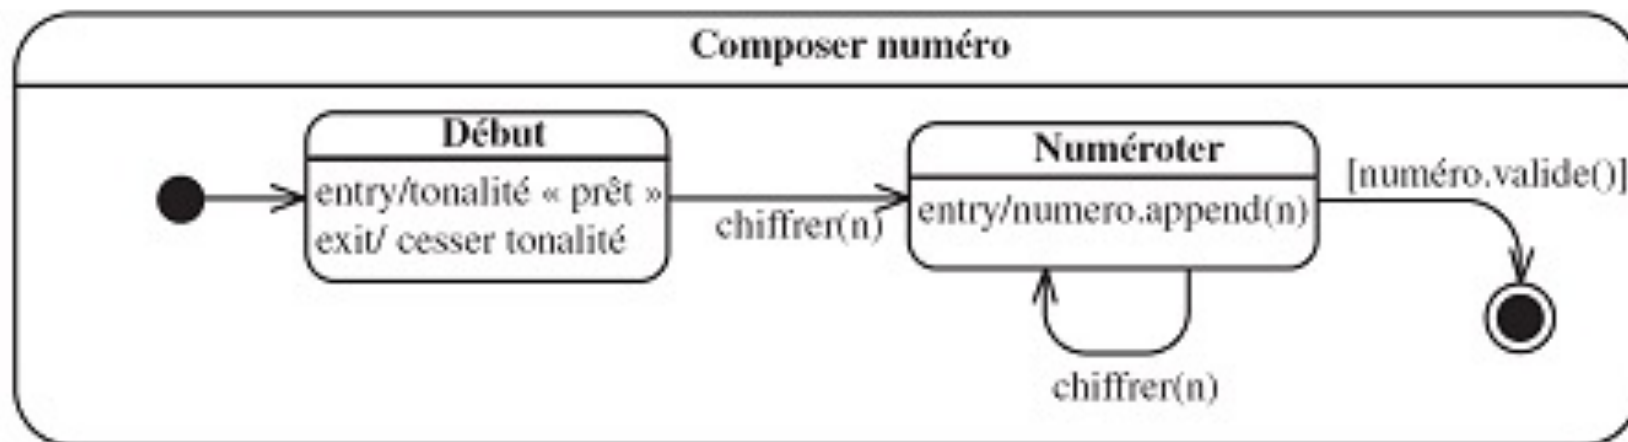 Composer numéro
Début
entry/tonalité « prêt »
exit/ cesser tonalité
chiffrer(n)
Numéroter
entry/numero.append(n)
chiffrer(n)
[numéro.valide()]